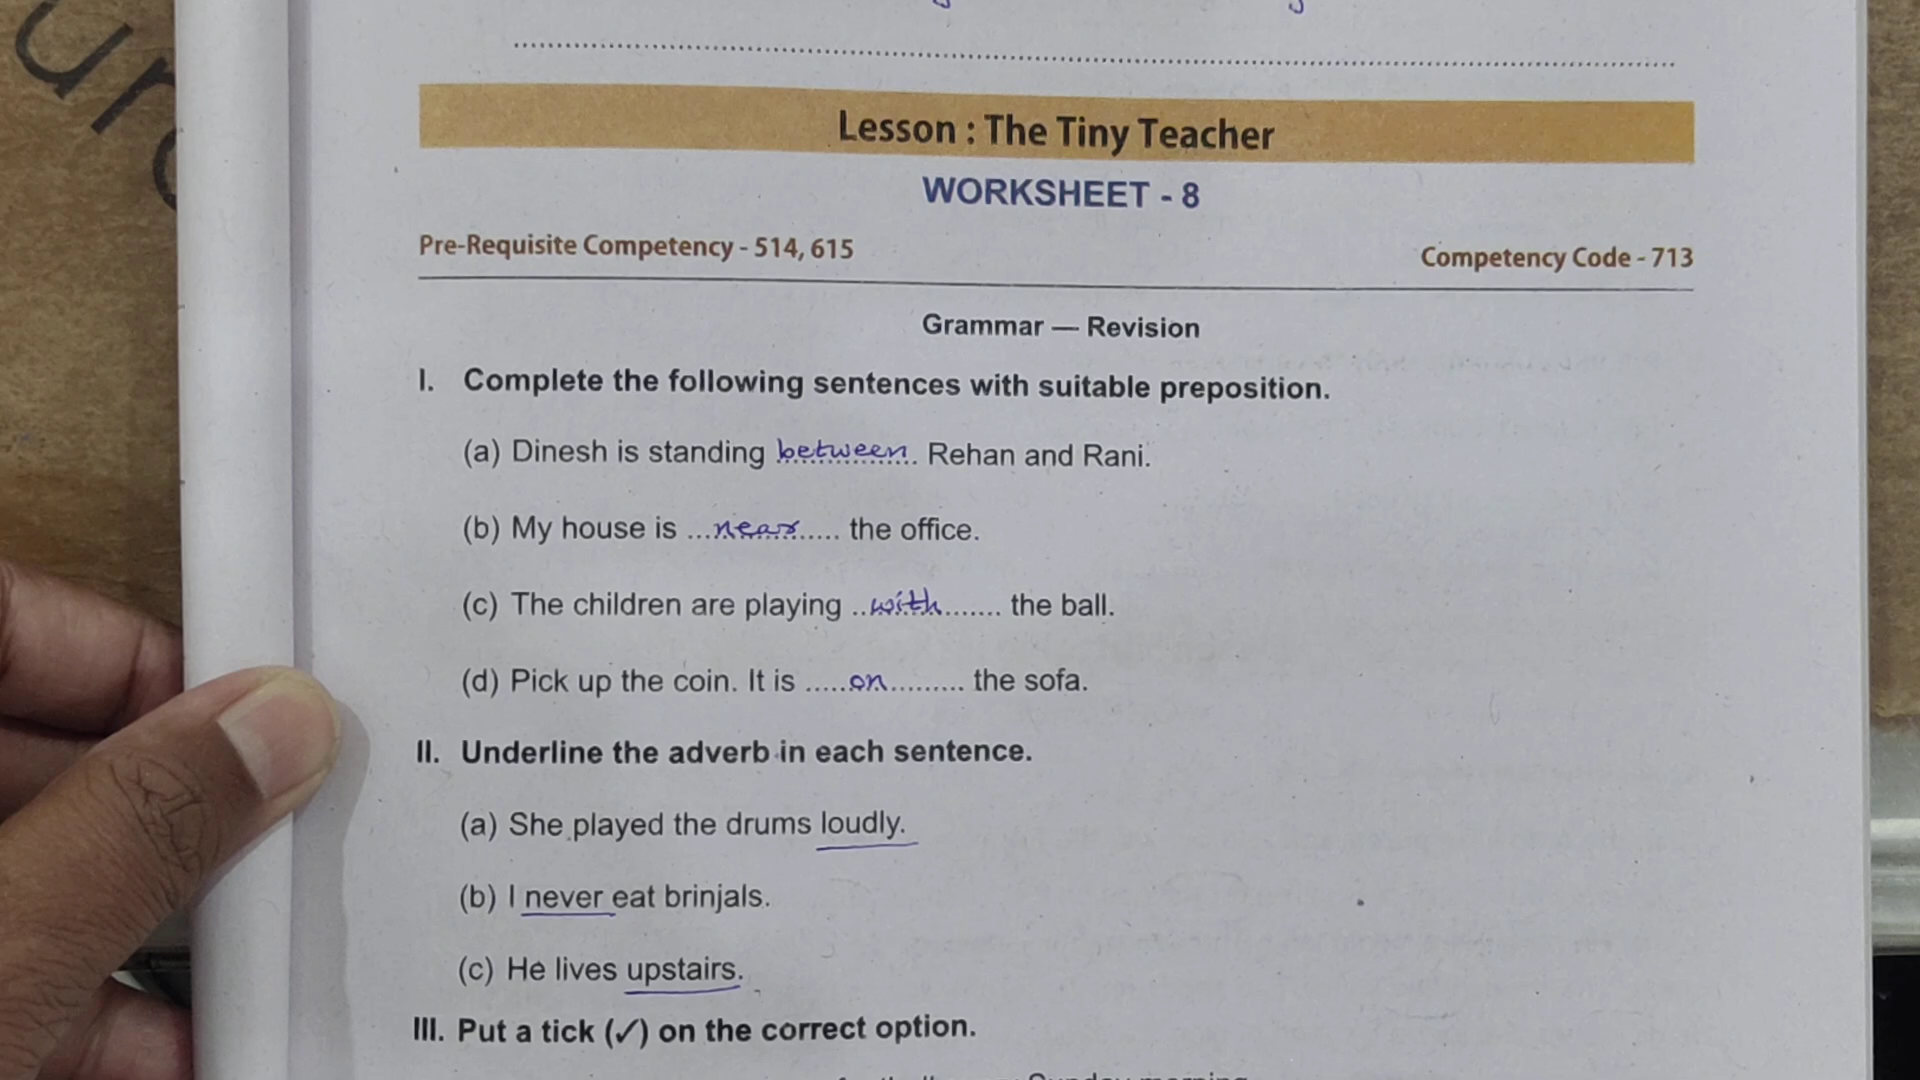 Lesson : The Tiny Teacher
WORKSHEET - 8
Pre-Requisite Competency - 514, 615 Competency Code - 713
Grammar — Revision
I. Complete the following sentences with suitable preposition.
(a) Dinesh is standing between Rehan and Rani.
(b) My house is ...near..... the office.
(c) The children are playing ..with....... the ball.
(d) Pick up the coin. It is .....on......... the sofa.
II. Underline the adverb in each sentence.
(a) She played the drums loudly.
(b) I never eat brinjals.
(c) He lives upstairs.
III. Put a tick (✓) on the correct option.